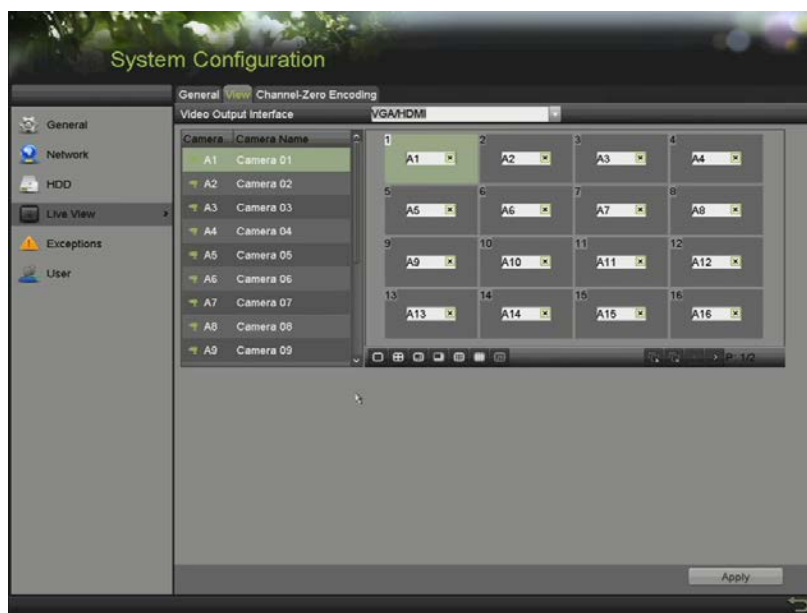 System Configuration
General View Channel-Zero Encoding
Video Output Interface VGA/HDMI
General
Network
HDD
Live View
Exceptions
User
Camera... Camera Name
A1 Camera 01
A2 Camera 02
A3 Camera 03
A4 Camera 04
A5 Camera 05
A6 Camera 06
A7 Camera 07
A8 Camera 08
A9 Camera 09
1 2 3 4
A1 A2 A3 A4
5 6 7 8
A5 A6 A7 A8
9 10 11 12
A9 A10 A11 A12
13 14 15 16
A13 A14 A15 A16
P: 1/2
Apply